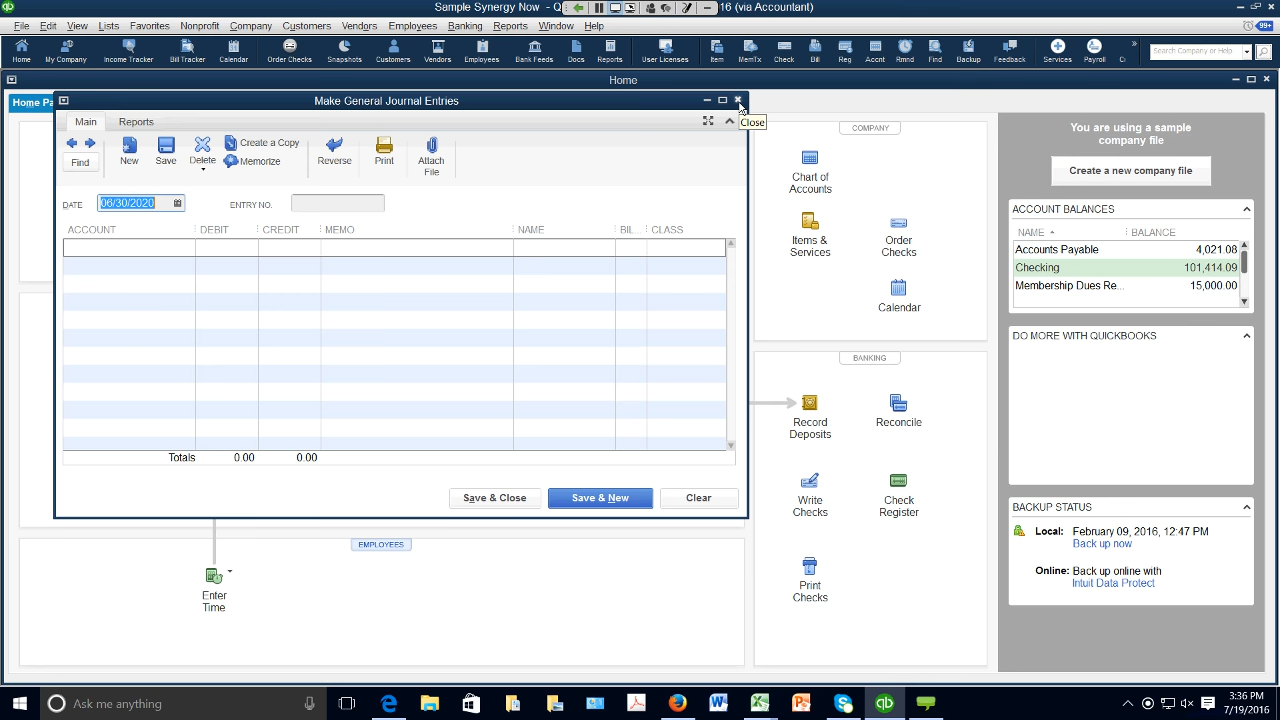 Sample Synergy Now - Q
16 (via Accountant)
File Edit View Lists Favorites Nonprofit Company Customers Vendors Employees Banking Reports Window Help
99+
Home My Company Income Tracker Bill Tracker Calendar Order Checks Snapshots Customers Vendors Employees Bank Feeds Docs Reports User Licenses Item MemTx Check Bill Reg Accnt Rmnd Find Backup Feedback Services Payroll
Search Company or Help
Home
Home Pa
Make General Journal Entries
Close
Main Reports
Find
New
Save
Delete
Create a Copy
Memorize
Reverse
Print
Attach
File
DATE 06/30/2020 ENTRY NO.
ACCOUNT DEBIT CREDIT MEMO NAME BIL... CLASS
Totals 0.00 0.00
Save & Close Save & New Clear
COMPANY
Chart of
Accounts
Items &
Services
Order
Checks
Calendar
BANKING
Record
Deposits
Reconcile
Write
Checks
Check
Register
Print
Checks
EMPLOYEES
Enter
Time
You are using a sample
company file
Create a new company file
ACCOUNT BALANCES
NAME BALANCE
Accounts Payable 4,021.08
Checking 101,414.09
Membership Dues Re... 15,000.00
DO MORE WITH QUICKBOOKS
BACKUP STATUS
Local: February 09, 2016, 12:47 PM
Back up now
Online: Back up online with
Intuit Data Protect
Ask me anything
3:36 PM
7/19/2016